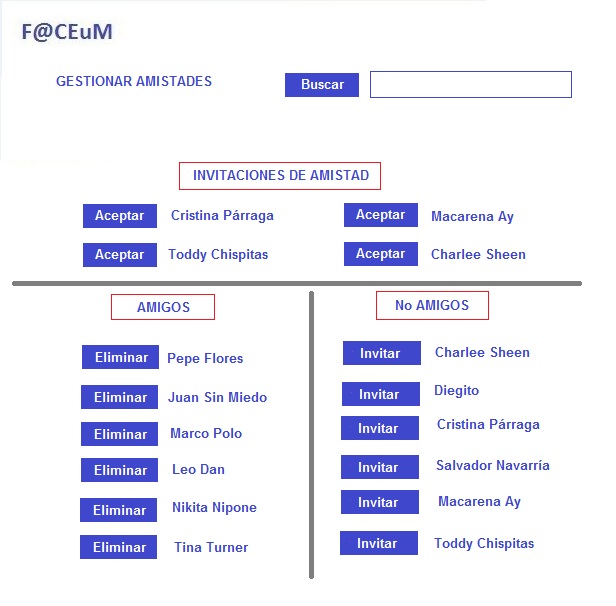 F@CEuM
GESTIONAR AMISTADES Buscar
INVITACIONES DE AMISTAD
Aceptar Cristina Párraga Aceptar Macarena Ay
Aceptar Toddy Chispitas Aceptar Charlee Sheen
AMIGOS
Eliminar Pepe Flores
Eliminar Juan Sin Miedo
Eliminar Marco Polo
Eliminar Leo Dan
Eliminar Nikita Nipone
Eliminar Tina Turner
No AMIGOS
Invitar Charlee Sheen
Invitar Diegito
Invitar Cristina Párraga
Invitar Salvador Navarría
Invitar Macarena Ay
Invitar Toddy Chispitas